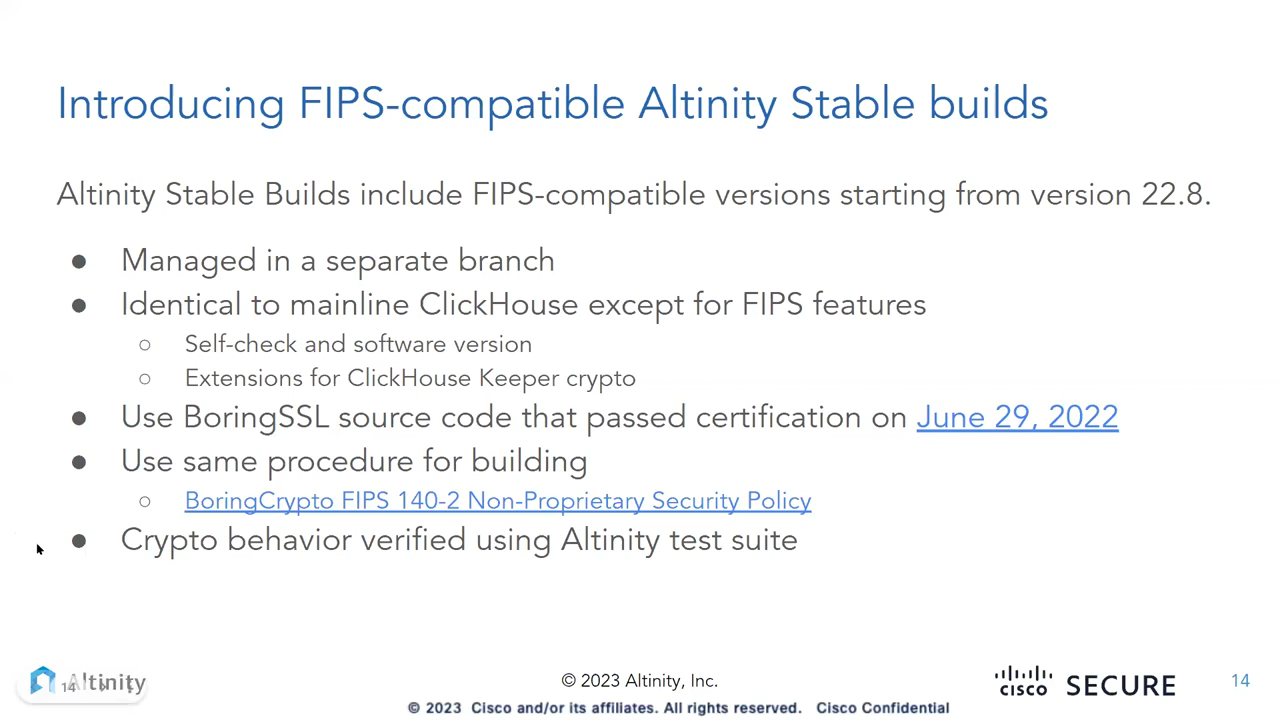 Introducing FIPS-compatible Altinity Stable builds
Altinity Stable Builds include FIPS-compatible versions starting from version 22.8.
● Managed in a separate branch
● Identical to mainline ClickHouse except for FIPS features
○ Self-check and software version
○ Extensions for ClickHouse Keeper crypto
● Use BoringSSL source code that passed certification on June 29, 2022
● Use same procedure for building
○ BoringCrypto FIPS 140-2 Non-Proprietary Security Policy
● Crypto behavior verified using Altinity test suite
Altinity
14
© 2023 Altinity, Inc.
cisco SECURE
14
© 2023 Cisco and/or its affiliates. All rights reserved. Cisco Confidential